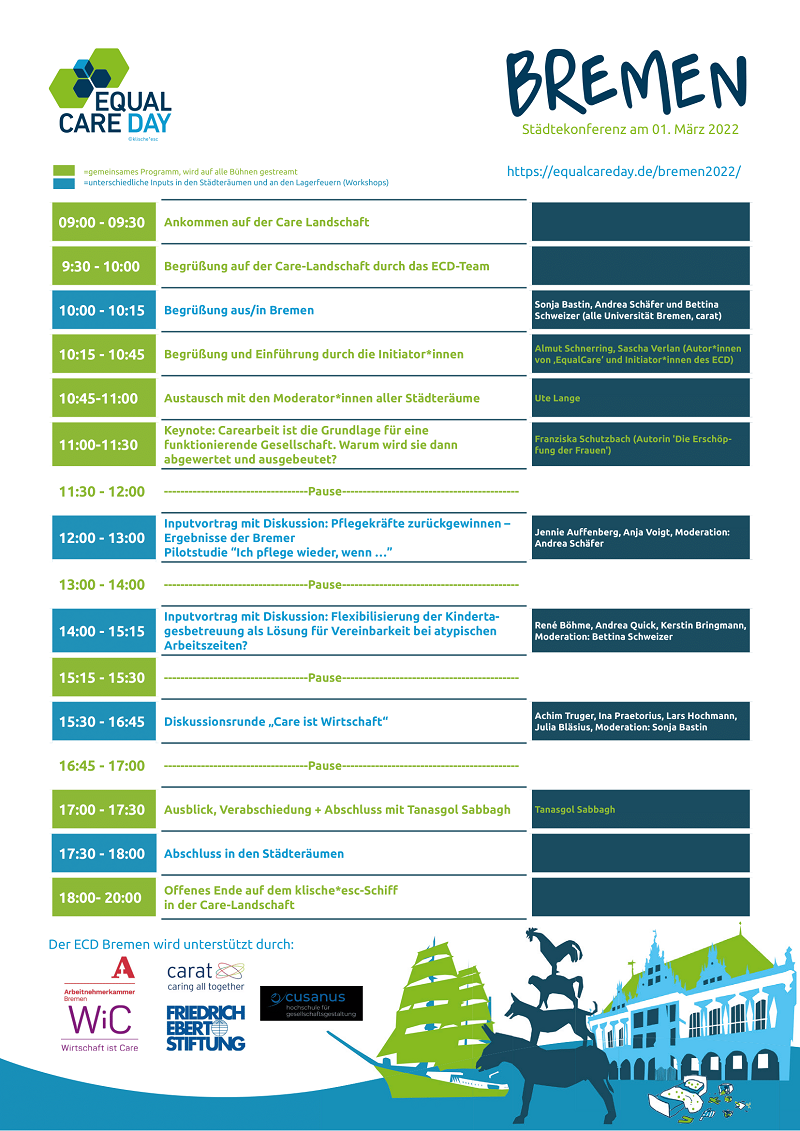 EQUAL
CARE DAY
©klische*esc
BREMEN
Städtekonferenz am 01. März 2022
=gemeinsames Programm, wird auf alle Bühnen gestreamt
=unterschiedliche Inputs in den Städteräumen und an den Lagerfeuern (Workshops)
https://equalcareday.de/bremen2022/
09:00 - 09:30
Ankommen auf der Care Landschaft
9:30 - 10:00
Begrüßung auf der Care-Landschaft durch das ECD-Team
10:00 - 10:15
Begrüßung aus/in Bremen
Sonja Bastin, Andrea Schäfer und Bettina
Schweizer (alle Universität Bremen, carat)
10:15 - 10:45
Begrüßung und Einführung durch die Initiator*innen
Almut Schnerring, Sascha Verlan (Autor*innen
von ‚EqualCare' und Initiator*innen des ECD)
10:45-11:00
Austausch mit den Moderator*innen aller Städteräume
Ute Lange
11:00-11:30
Keynote: Carearbeit ist die Grundlage für eine
funktionierende Gesellschaft. Warum wird sie dann
abgewertet und ausgebeutet?
Franziska Schutzbach (Autorin 'Die Erschöp-
fung der Frauen')
11:30 - 12:00
-----------------------------------Pause-------------------------------------------
12:00 - 13:00
Inputvortrag mit Diskussion: Pflegekräfte zurückgewinnen –
Ergebnisse der Bremer
Pilotstudie “Ich pflege wieder, wenn …”
Jennie Auffenberg, Anja Voigt, Moderation:
Andrea Schäfer
13:00 - 14:00
-----------------------------------Pause-------------------------------------------
14:00 - 15:15
Inputvortrag mit Diskussion: Flexibilisierung der Kinderta-
gesbetreuung als Lösung für Vereinbarkeit bei atypischen
Arbeitszeiten?
René Böhme, Andrea Quick, Kerstin Bringmann,
Moderation: Bettina Schweizer
15:15 - 15:30
-----------------------------------Pause-------------------------------------------
15:30 - 16:45
Diskussionsrunde „Care ist Wirtschaft“
Achim Truger, Ina Praetorius, Lars Hochmann,
Julia Bläsius, Moderation: Sonja Bastin
16:45 - 17:00
-----------------------------------Pause-------------------------------------------
17:00 - 17:30
Ausblick, Verabschiedung + Abschluss mit Tanasgol Sabbagh
Tanasgol Sabbagh
17:30 - 18:00
Abschluss in den Städteräumen
18:00- 20:00
Offenes Ende auf dem klische*esc-Schiff
in der Care-Landschaft
Der ECD Bremen wird unterstützt durch:
A
Arbeitnehmerkammer
Bremen
WiC
Wirtschaft ist Care
carat
caring all together
FRIEDRICH
EBERT
STIFTUNG
cusanus
hochschule für
gesellschaftsgestaltung